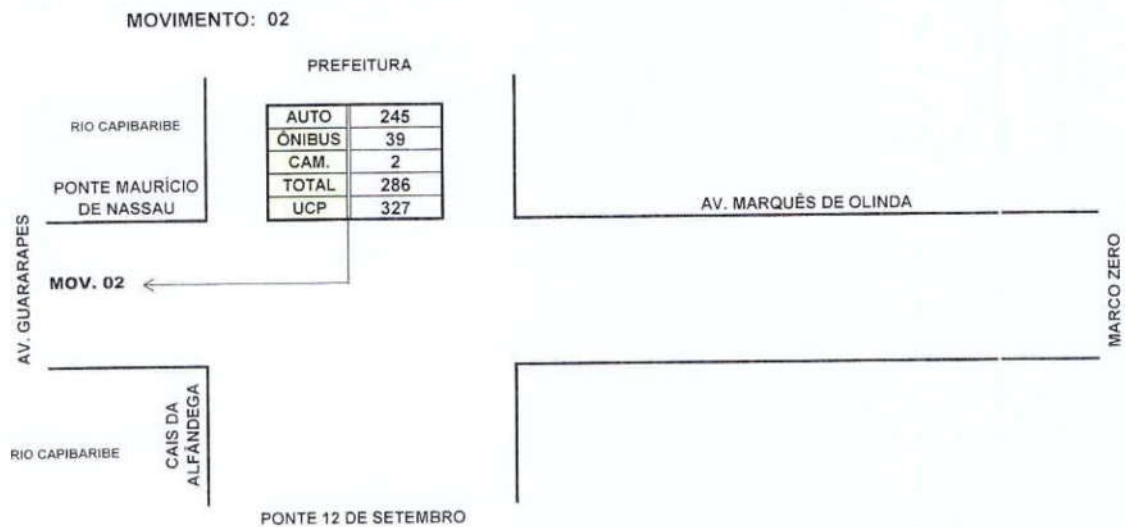 MOVIMENTO: 02
PREFEITURA
RIO CAPIBARIBE
AUTO 245
ÔNIBUS 39
CAM. 2
TOTAL 286
UCP 327
PONTE MAURÍCIO
DE NASSAU
AV. MARQUÊS DE OLINDA
AV. GUARARAPES
MOV. 02
MARCO ZERO
CAIS DA
ALFÂNDEGA
RIO CAPIBARIBE
PONTE 12 DE SETEMBRO